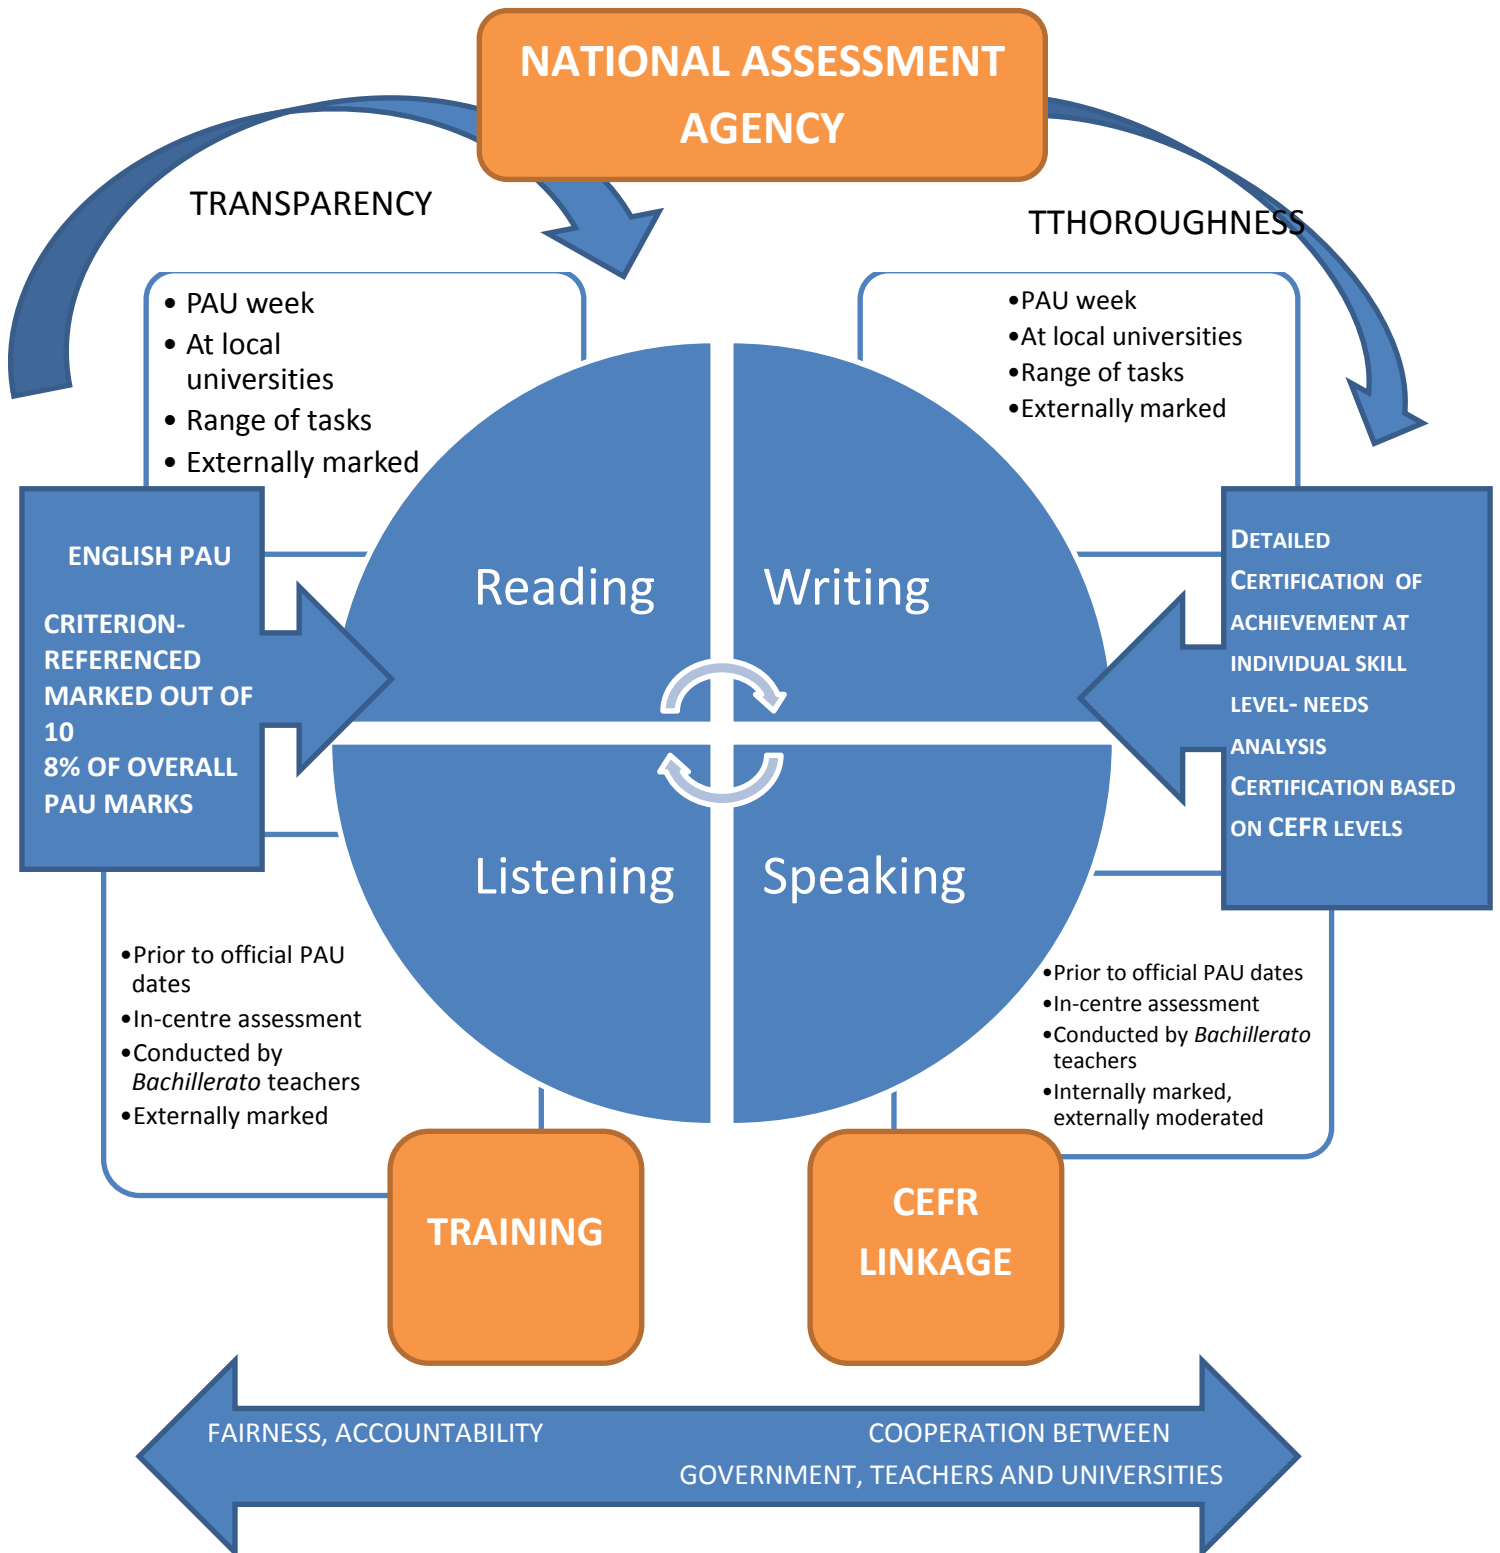 NATIONAL ASSESSMENT
AGENCY
TRANSPARENCY
TTHOROUGHNESS
• PAU week
• At local
universities
• Range of tasks
• Externally marked
•PAU week
•At local universities
•Range of tasks
•Externally marked
ENGLISH PAU
CRITERION-
REFERENCED
MARKED OUT OF
10
8% OF OVERALL
PAU MARKS
Reading
Writing
Listening
Speaking
DETAILED
CERTIFICATION OF
ACHIEVEMENT AT
INDIVIDUAL SKILL
LEVEL- NEEDS
ANALYSIS
CERTIFICATION BASED
ON CEFR LEVELS
•Prior to official PAU
dates
•In-centre assessment
•Conducted by
Bachillerato teachers
•Externally marked
•Prior to official PAU dates
•In-centre assessment
•Conducted by Bachillerato
teachers
•Internally marked,
externally moderated
TRAINING
CEFR
LINKAGE
FAIRNESS, ACCOUNTABILITY
COOPERATION BETWEEN
GOVERNMENT, TEACHERS AND UNIVERSITIES